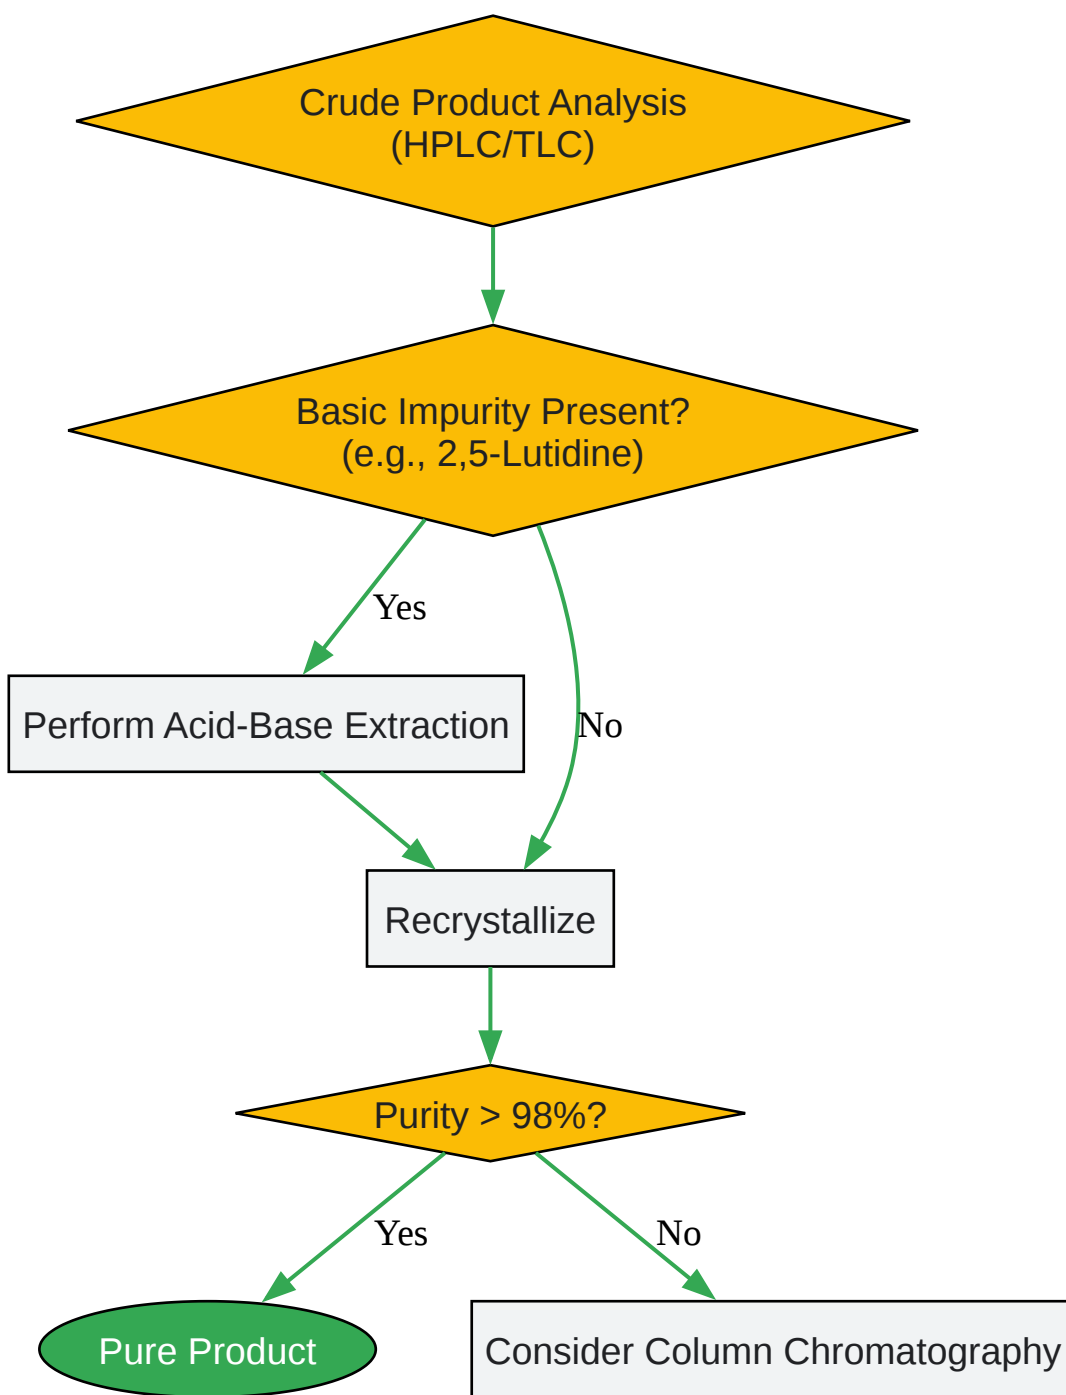 Crude Product Analysis
(HPLC/TLC)
Basic Impurity Present?
(e.g., 2,5-Lutidine)
Yes
Perform Acid-Base Extraction
No
Recrystallize
Purity > 98%?
Yes
No
Pure Product
Consider Column Chromatography